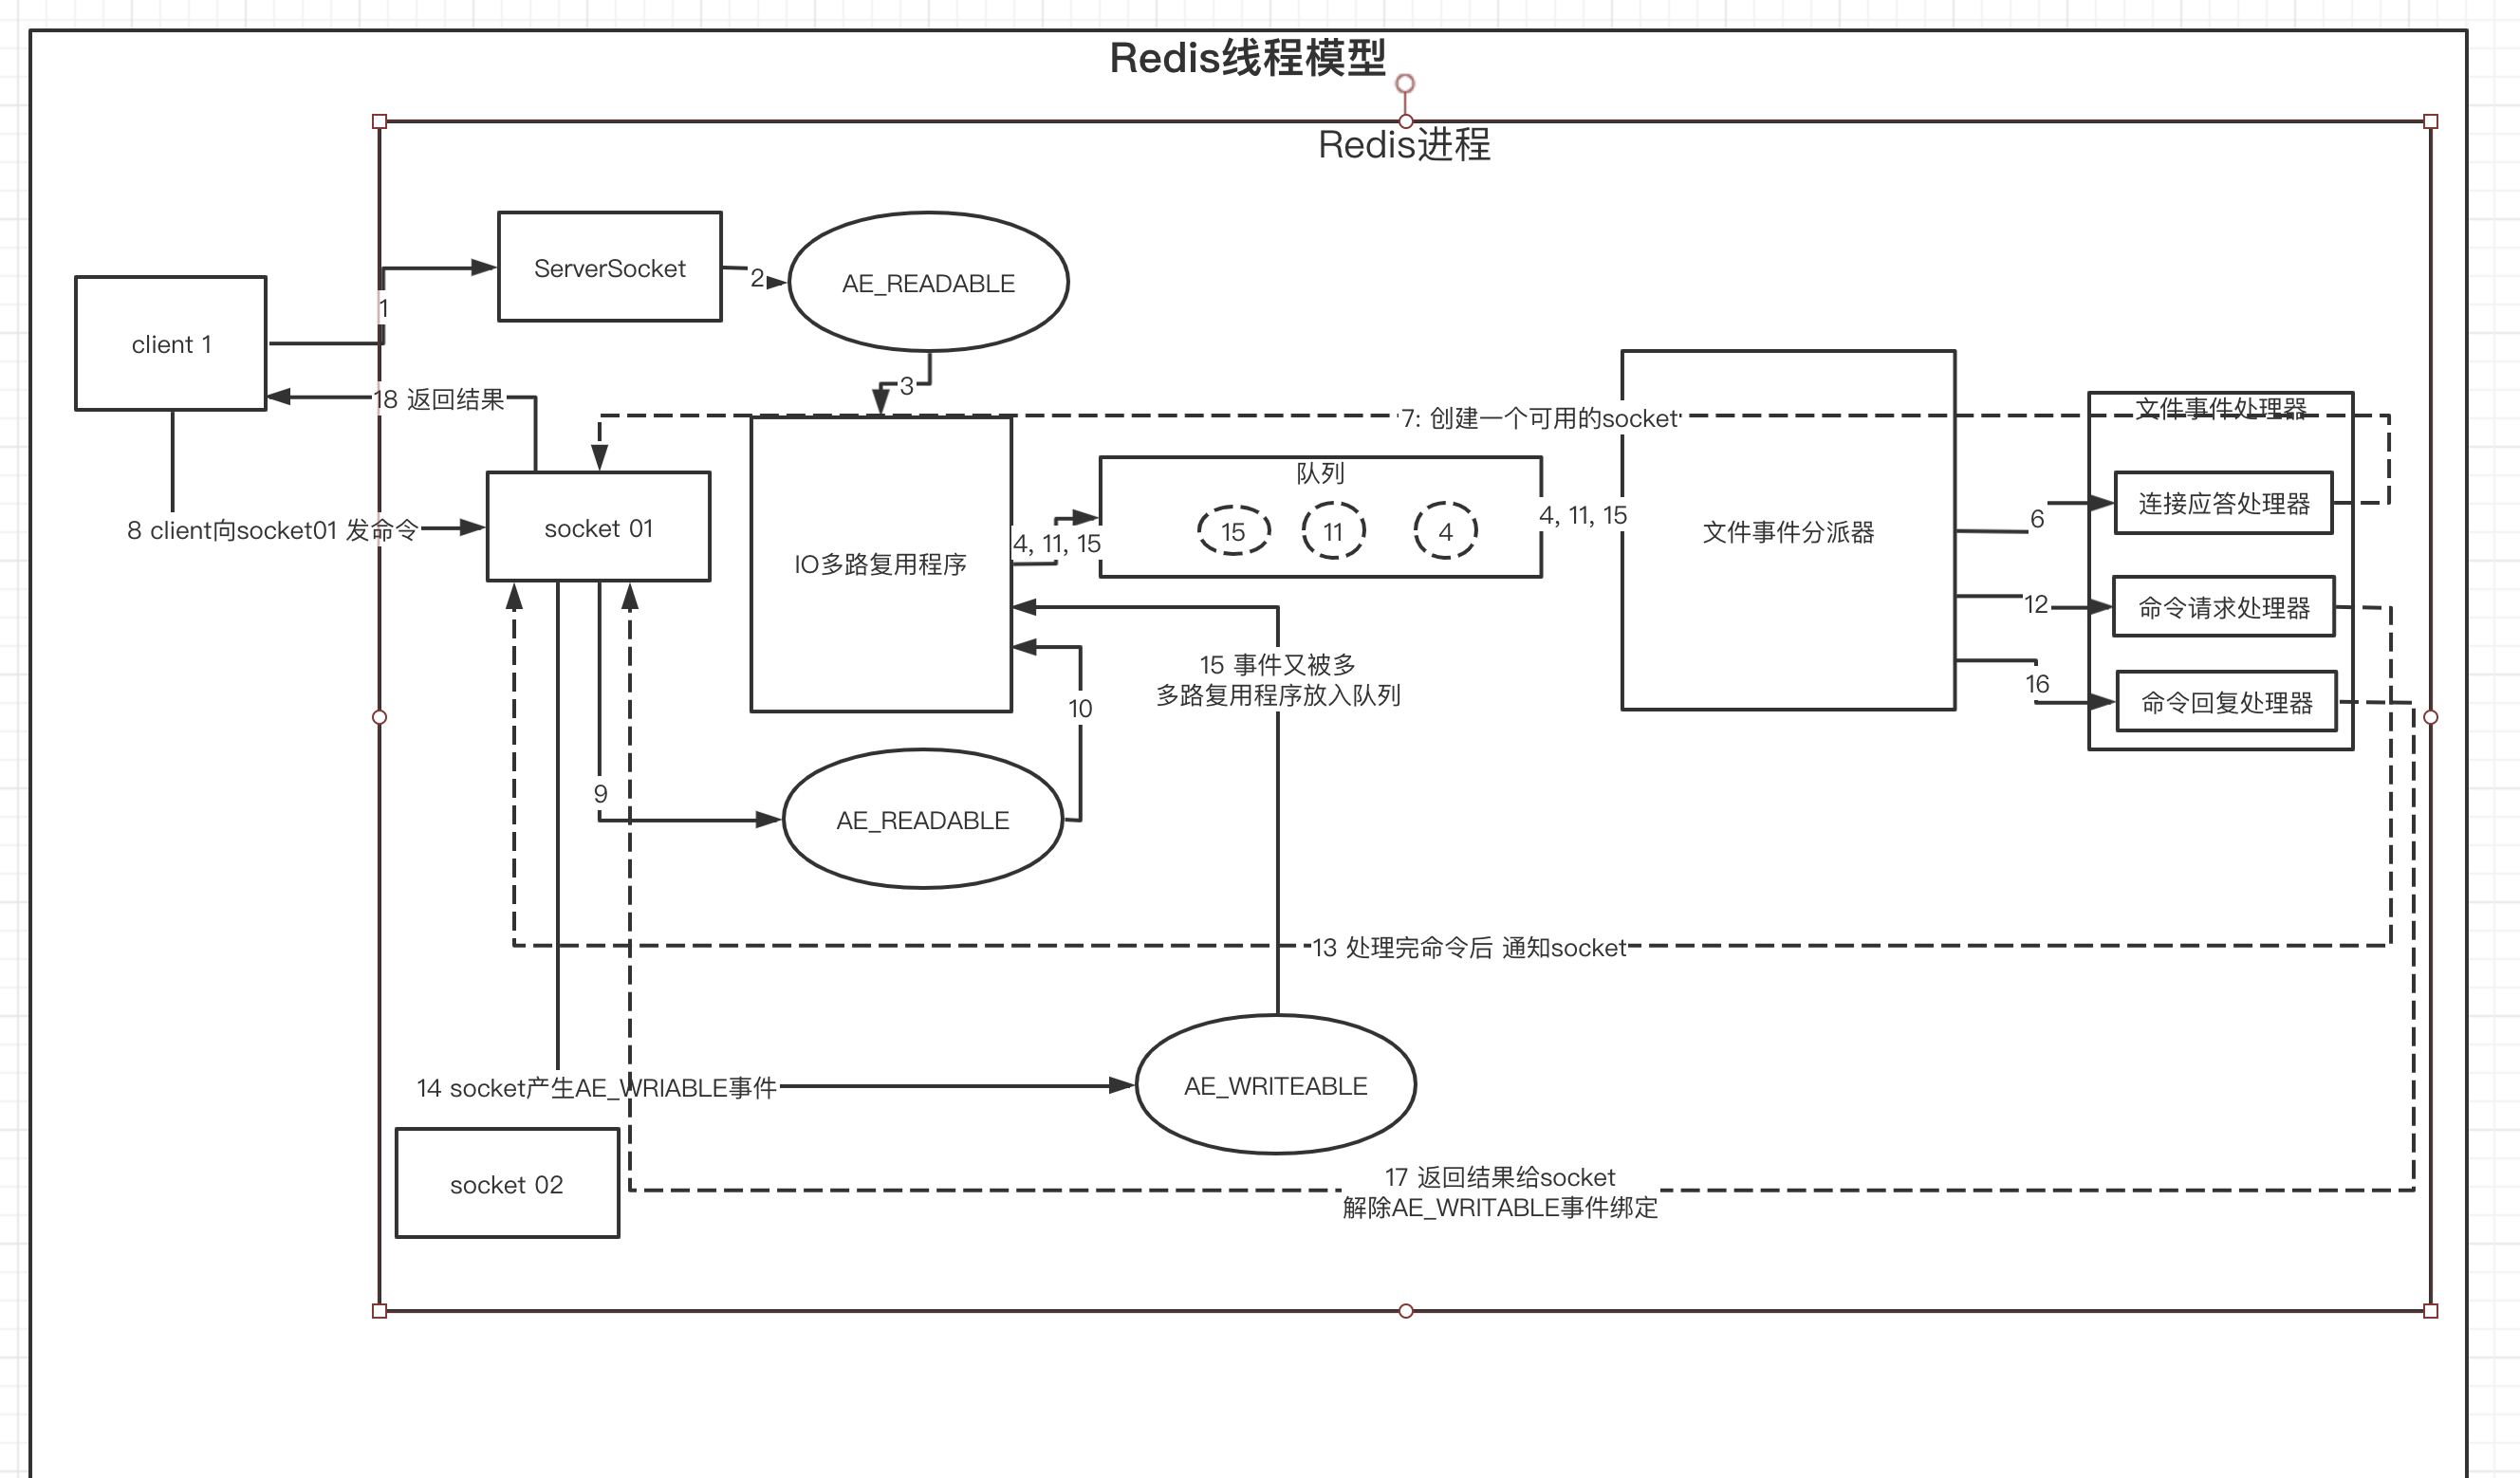 Redis线程模型
Redis进程
ServerSocket
2
AE_READABLE
1
client 1
3
18 返回结果
7: 创建一个可用的socket
文件事件处理器
队列
连接应答处理器
8 client向socket01 发命令
socket 01
IO多路复用程序
4, 11, 15
15
11
4
4, 11, 15
文件事件分派器
6
12
命令请求处理器
15 事件又被多
多路复用程序放入队列
16
命令回复处理器
10
9
AE_READABLE
13 处理完命令后 通知socket
14 socket产生AE_WRIABLE事件
AE_WRITEABLE
socket 02
17 返回结果给socket
解除AE_WRITABLE事件绑定